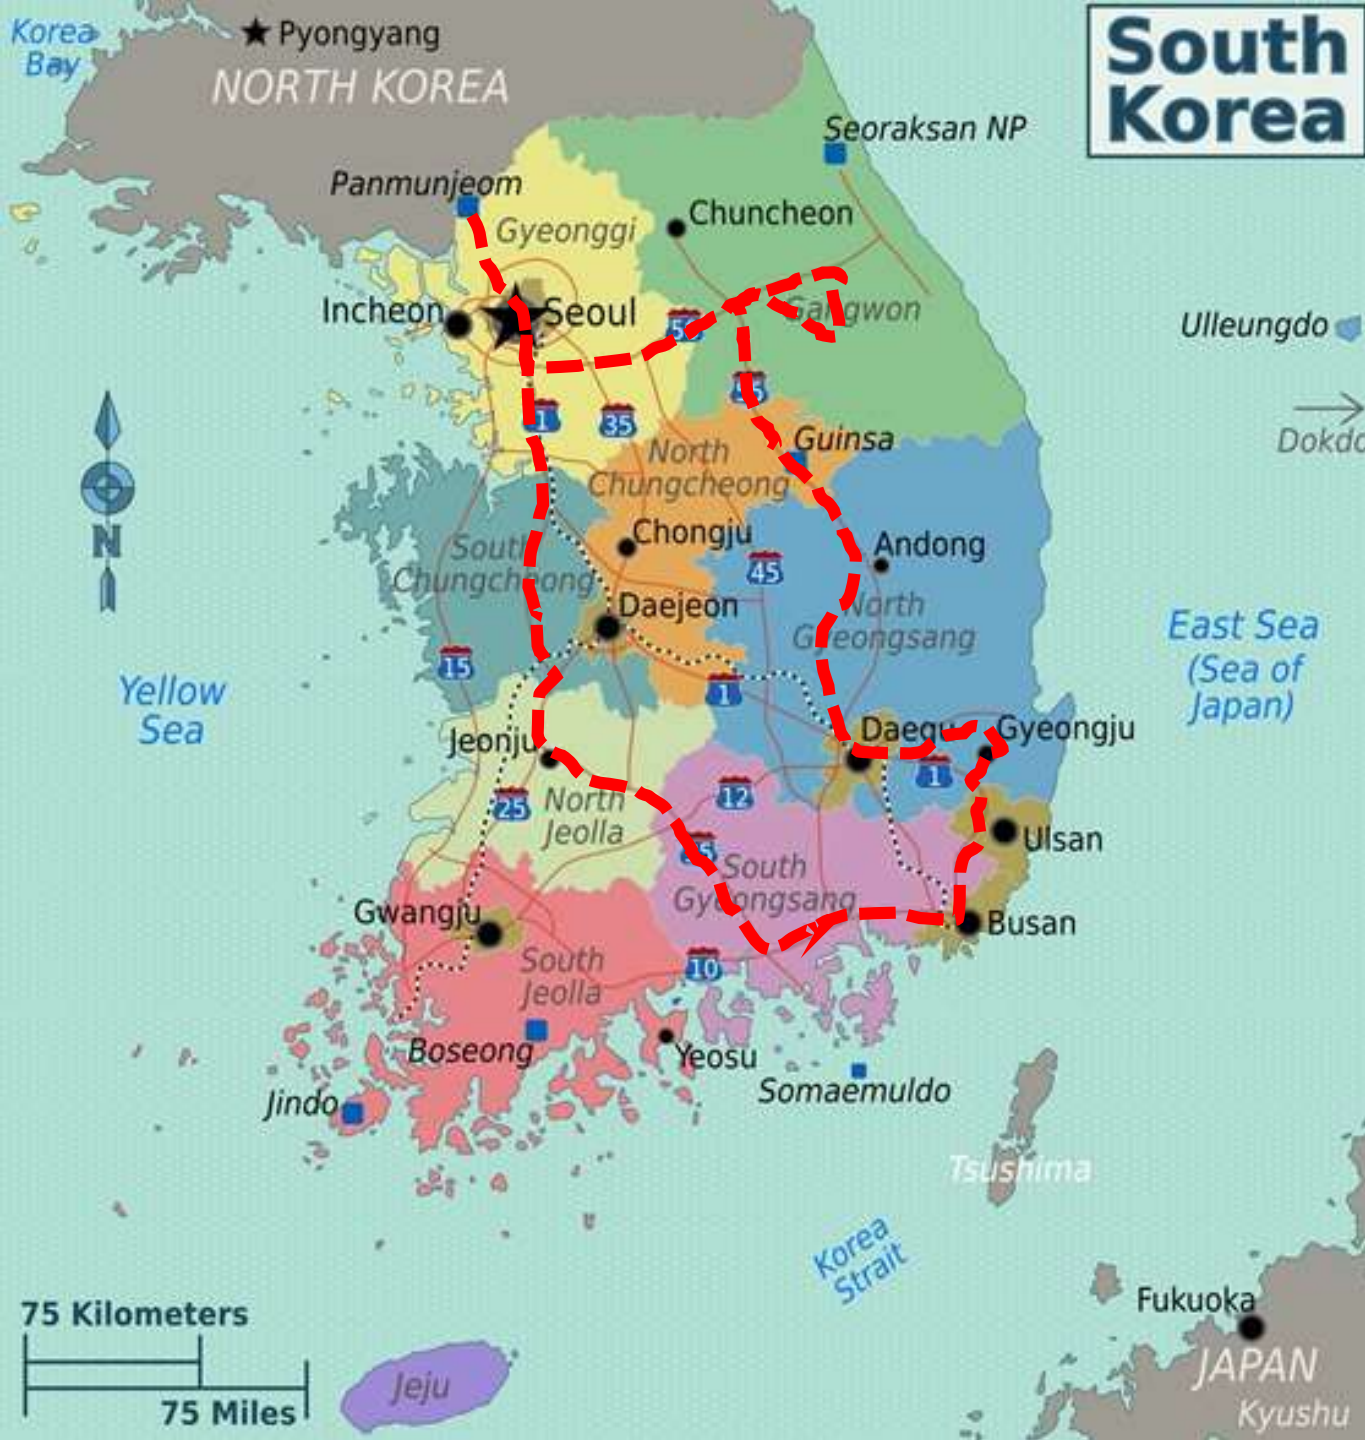 South
Korea
Korea
Bay
Pyongyang
NORTH KOREA
Seoraksan NP
Panmunjeom
Chuncheon
Gyeonggi
Incheon
Seoul
Gangwon
Ulleungdo
1
35
Guinsa
North
Chungcheong
N
South
Chungcheong
Chongju
Andong
45
Daejeon
North
Gyeongsang
East Sea
(Sea of
Japan)
15
Yellow
Sea
1
Jeonju
Daegu
Gyeongju
1
25
North
Jeolla
12
Ulsan
South
Gyeongsang
Gwangju
Busan
South
Jeolla
10
Boseong
Yeosu
Somaemuldo
Jindo
Tsushima
Korea
Strait
75 Kilometers
75 Miles
Jeju
Fukuoka
JAPAN
Kyushu